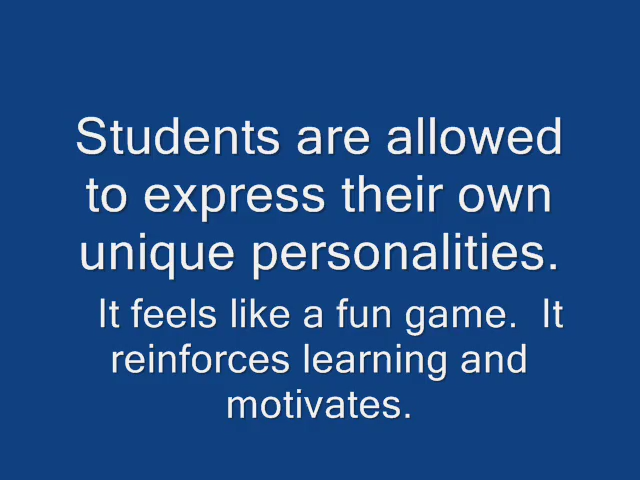 Students are allowed
to express their own
unique personalities.
It feels like a fun game.  It
reinforces learning and
motivates.